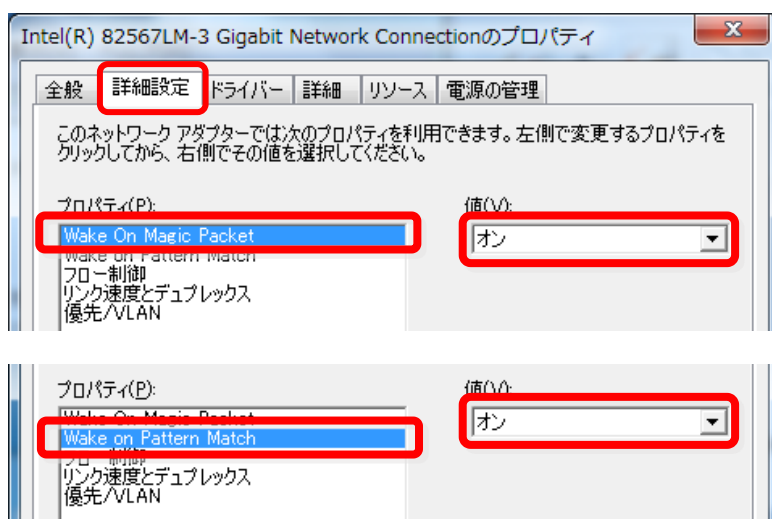 Intel(R) 82567LM-3 Gigabit Network Connectionのプロパティ
全般 詳細設定 ドライバー 詳細 リソース 電源の管理
このネットワーク アダプターでは次のプロパティを利用できます。左側で変更するプロパティを
クリックしてから、右側でその値を選択してください。
プロパティ(P): 値(V):
Wake On Magic Packet オン
Wake on Pattern Match
フロー制御
リンク速度とデュプレックス
優先/VLAN
プロパティ(P): 値(V):
Wake On Magic Packet オン
Wake on Pattern Match
フロー制御
リンク速度とデュプレックス
優先/VLAN